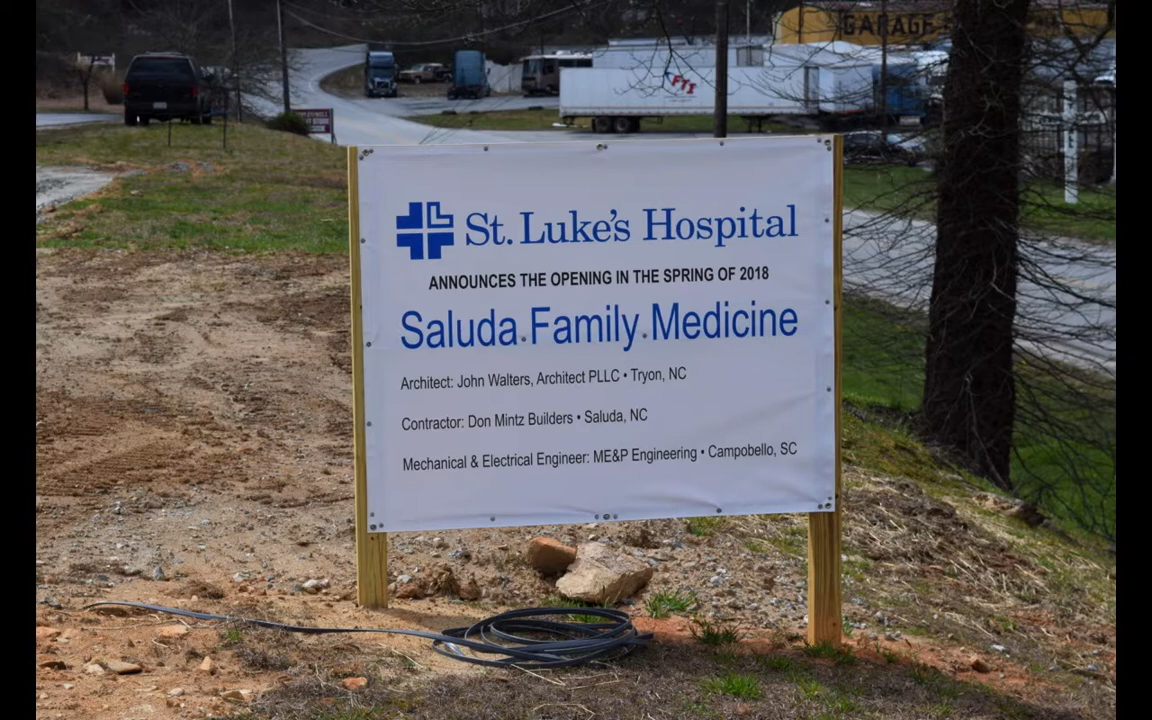 GARAGE
FTI
St. Luke's Hospital
ANNOUNCES THE OPENING IN THE SPRING OF 2018
Saluda Family Medicine
Architect: John Walters, Architect PLLC • Tryon, NC
Contractor: Don Mintz Builders • Saluda, NC
Mechanical & Electrical Engineer: ME&P Engineering • Campobello, SC